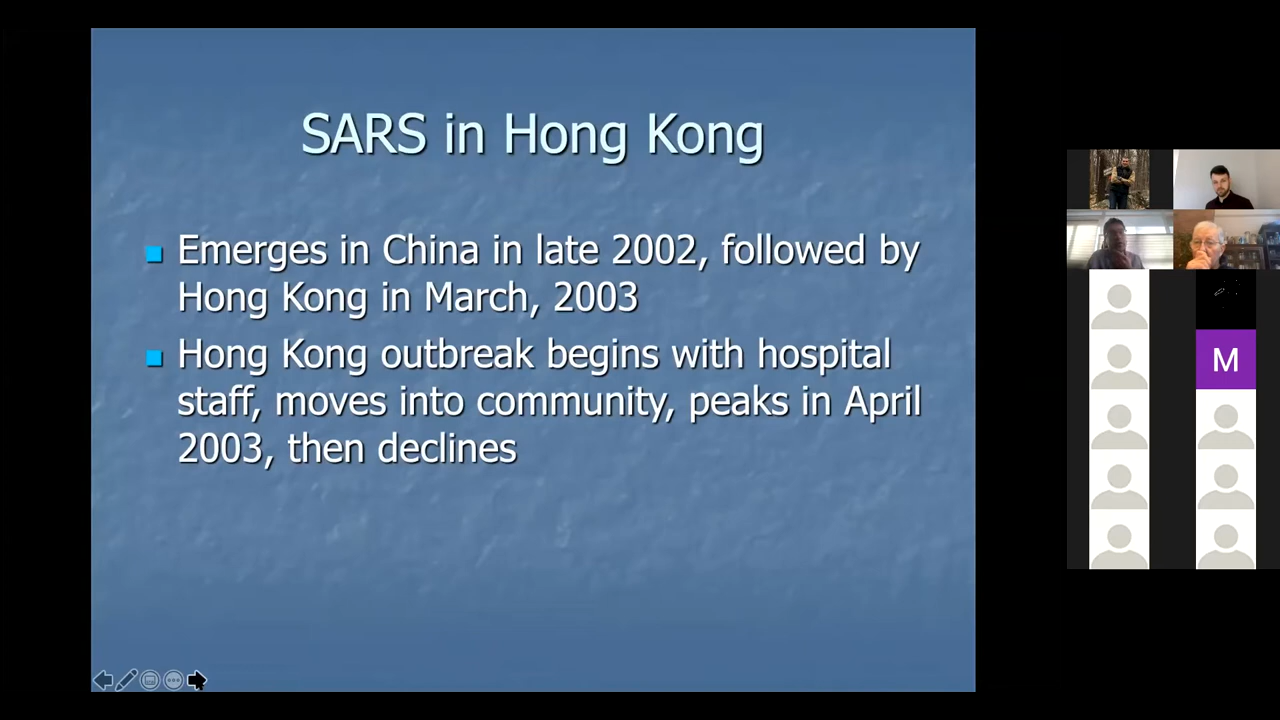 SARS in Hong Kong
Emerges in China in late 2002, followed by
Hong Kong in March, 2003
Hong Kong outbreak begins with hospital
staff, moves into community, peaks in April
2003, then declines
M